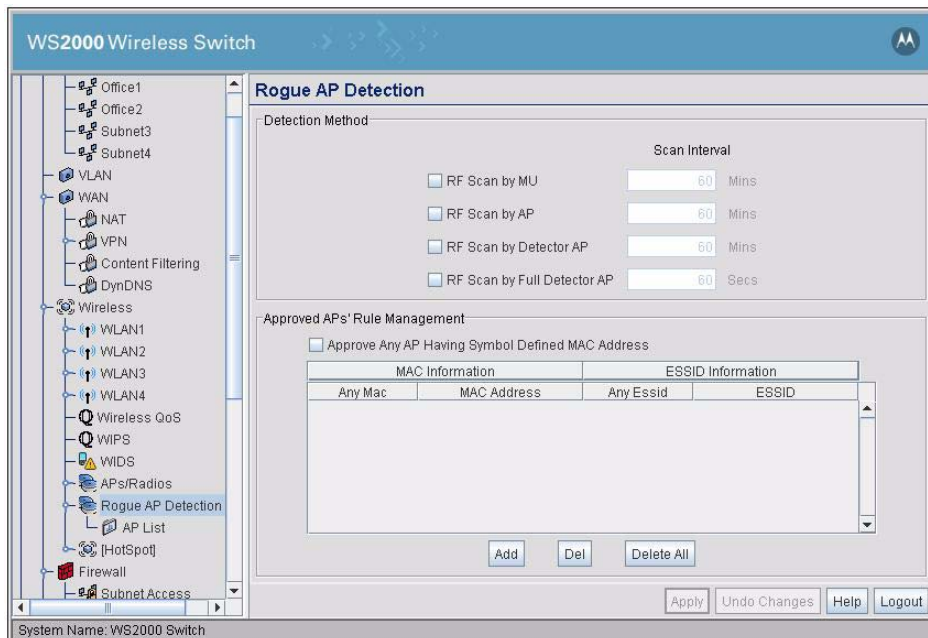 WS2000 Wireless Switch
Office1
Office2
Subnet3
Subnet4
VLAN
WAN
NAT
VPN
Content Filtering
DynDNS
Wireless
WLAN1
WLAN2
WLAN3
WLAN4
Wireless QoS
WIPS
WIDS
APs/Radios
Rogue AP Detection
AP List
[HotSpot]
Firewall
Subnet Access
Rogue AP Detection
Detection Method
Scan Interval
RF Scan by MU 60 Mins
RF Scan by AP 60 Mins
RF Scan by Detector AP 60 Mins
RF Scan by Full Detector AP 60 Secs
Approved APs' Rule Management
Approve Any AP Having Symbol Defined MAC Address
MAC Information ESSID Information
Any Mac MAC Address Any Essid ESSID
Add Del Delete All
Apply Undo Changes Help Logout
System Name: WS2000 Switch